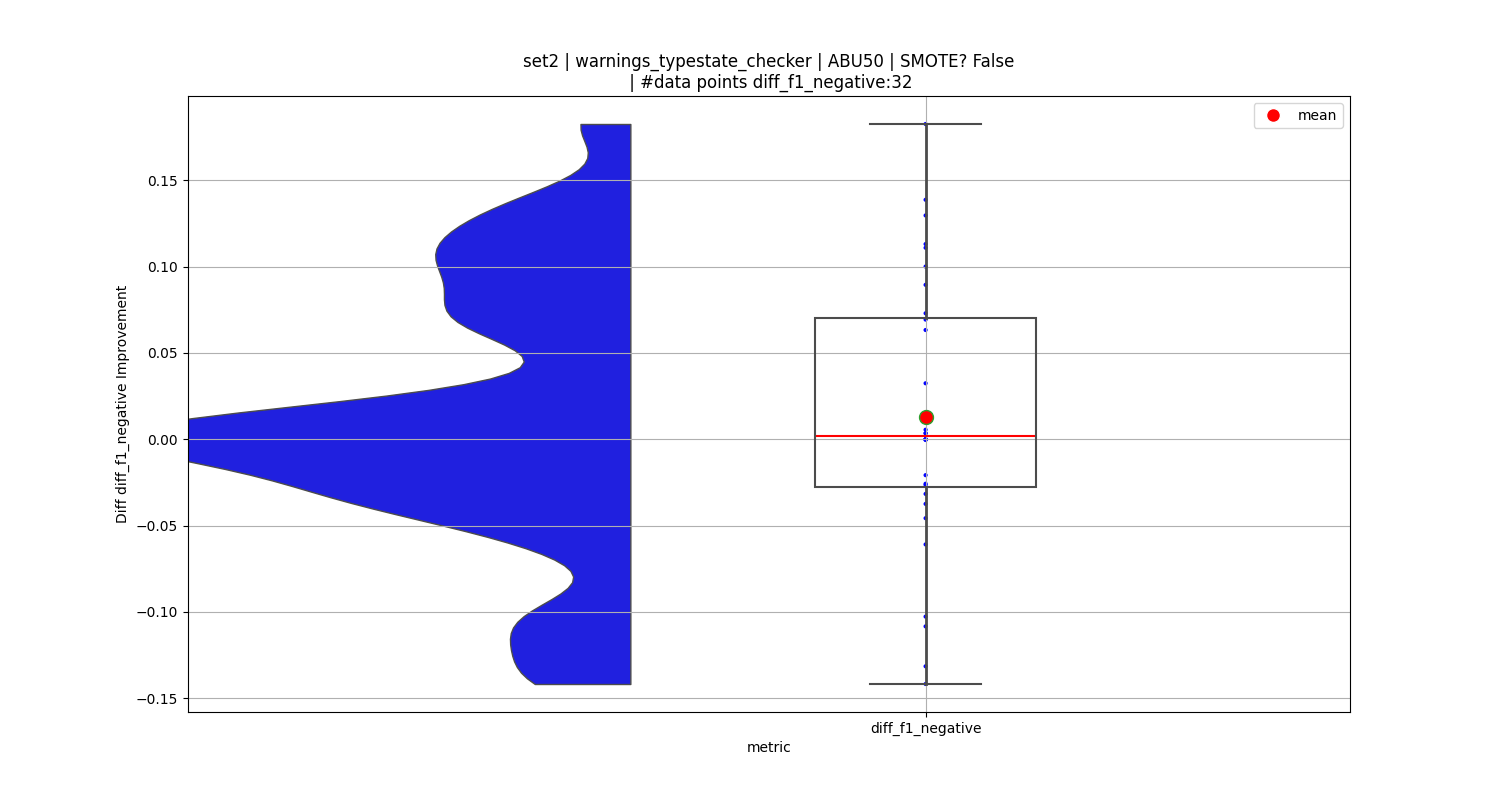 set2 | warnings_typestate_checker | ABU50 | SMOTE? False
| #data points diff_f1_negative:32
mean
0.15
0.10
0.05
0.00
−0.05
−0.10
−0.15
Diff diff_f1_negative Improvement
diff_f1_negative
metric